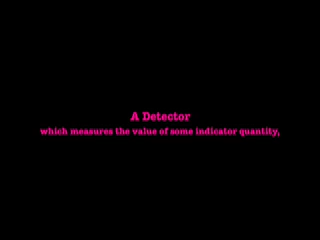 A Detector
which measures the value of some indicator quantity,